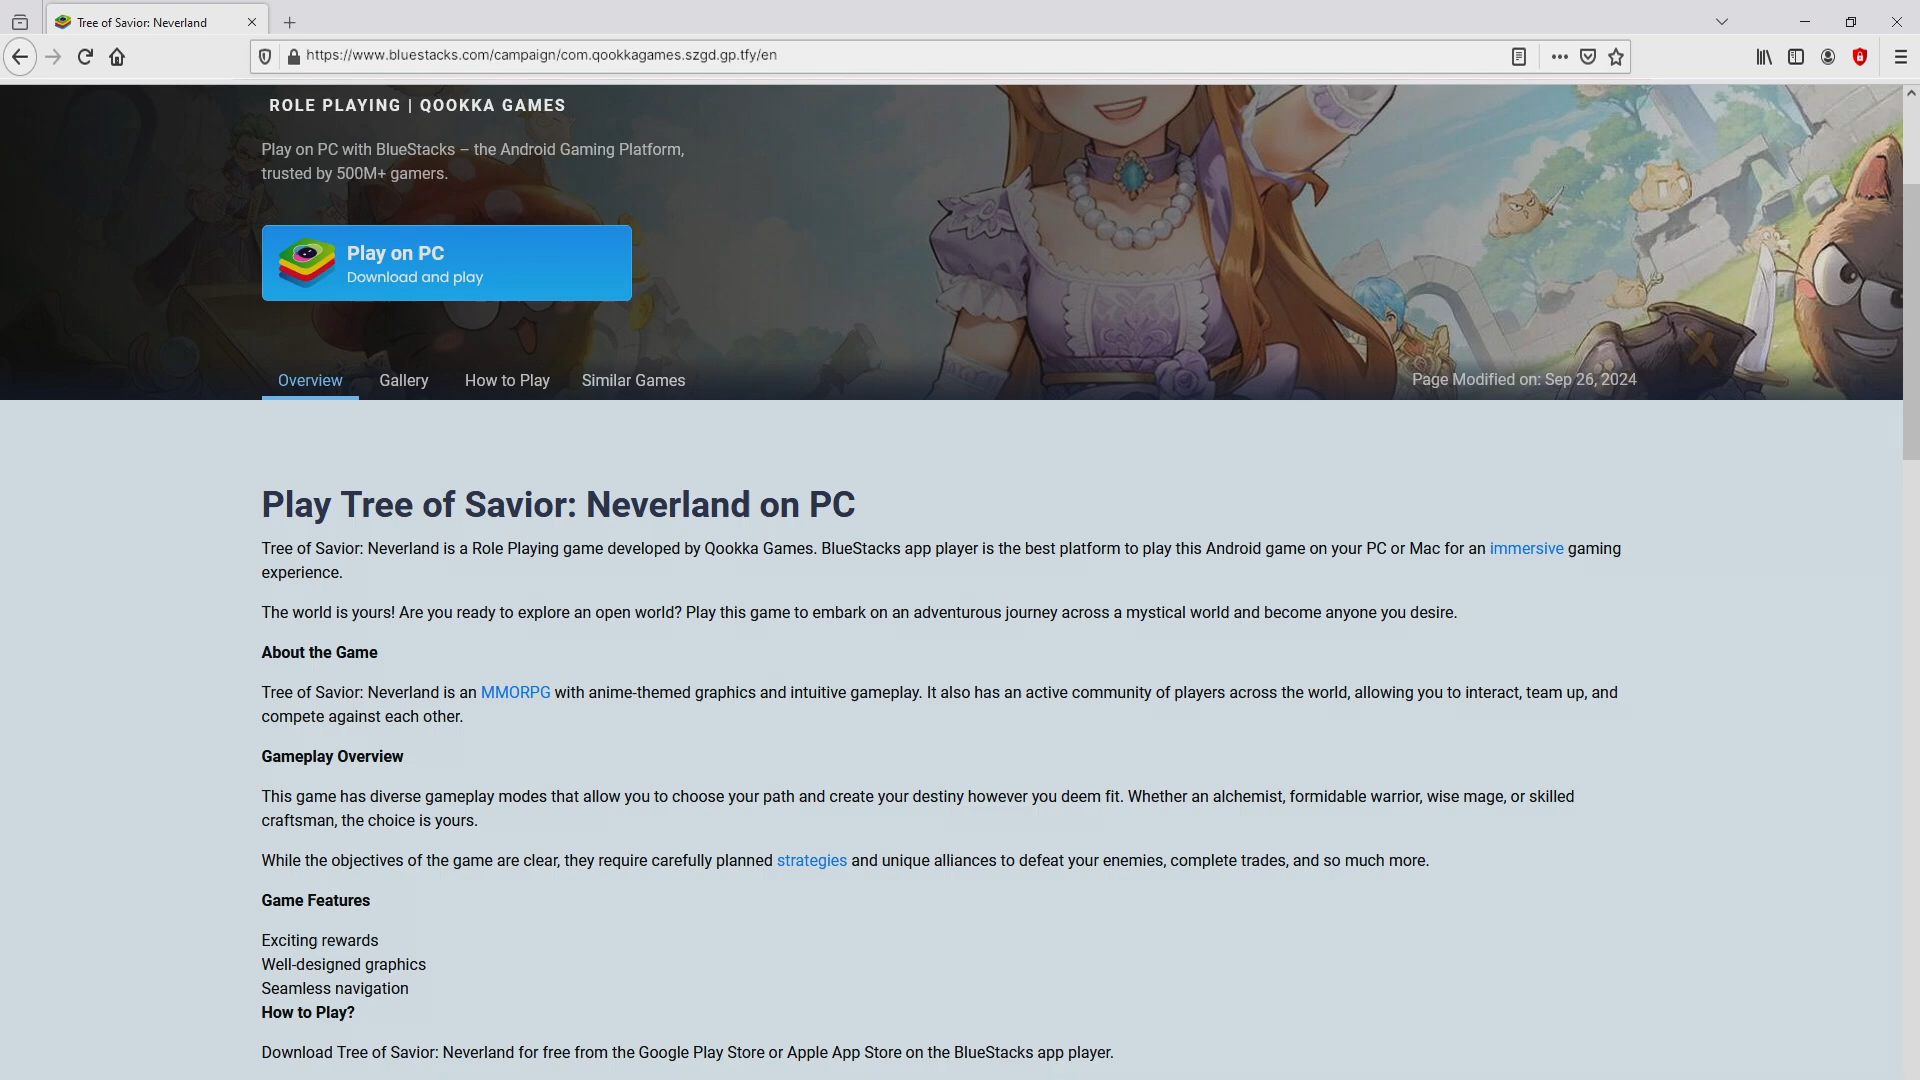 Tree of Savior: Neverland
https://www.bluestacks.com/campaign/com.qookkagames.szgd.gp.tfy/en
ROLE PLAYING | QOOKKA GAMES
Play on PC with BlueStacks – the Android Gaming Platform,
trusted by 500M+ gamers.
Play on PC
Download and play
Overview
Gallery
How to Play
Similar Games
Page Modified on: Sep 26, 2024
Play Tree of Savior: Neverland on PC
Tree of Savior: Neverland is a Role Playing game developed by Qookka Games. BlueStacks app player is the best platform to play this Android game on your PC or Mac for an immersive gaming
experience.
The world is yours! Are you ready to explore an open world? Play this game to embark on an adventurous journey across a mystical world and become anyone you desire.
About the Game
Tree of Savior: Neverland is an MMORPG with anime-themed graphics and intuitive gameplay. It also has an active community of players across the world, allowing you to interact, team up, and
compete against each other.
Gameplay Overview
This game has diverse gameplay modes that allow you to choose your path and create your destiny however you deem fit. Whether an alchemist, formidable warrior, wise mage, or skilled
craftsman, the choice is yours.
While the objectives of the game are clear, they require carefully planned strategies and unique alliances to defeat your enemies, complete trades, and so much more.
Game Features
Exciting rewards
Well-designed graphics
Seamless navigation
How to Play?
Download Tree of Savior: Neverland for free from the Google Play Store or Apple App Store on the BlueStacks app player.